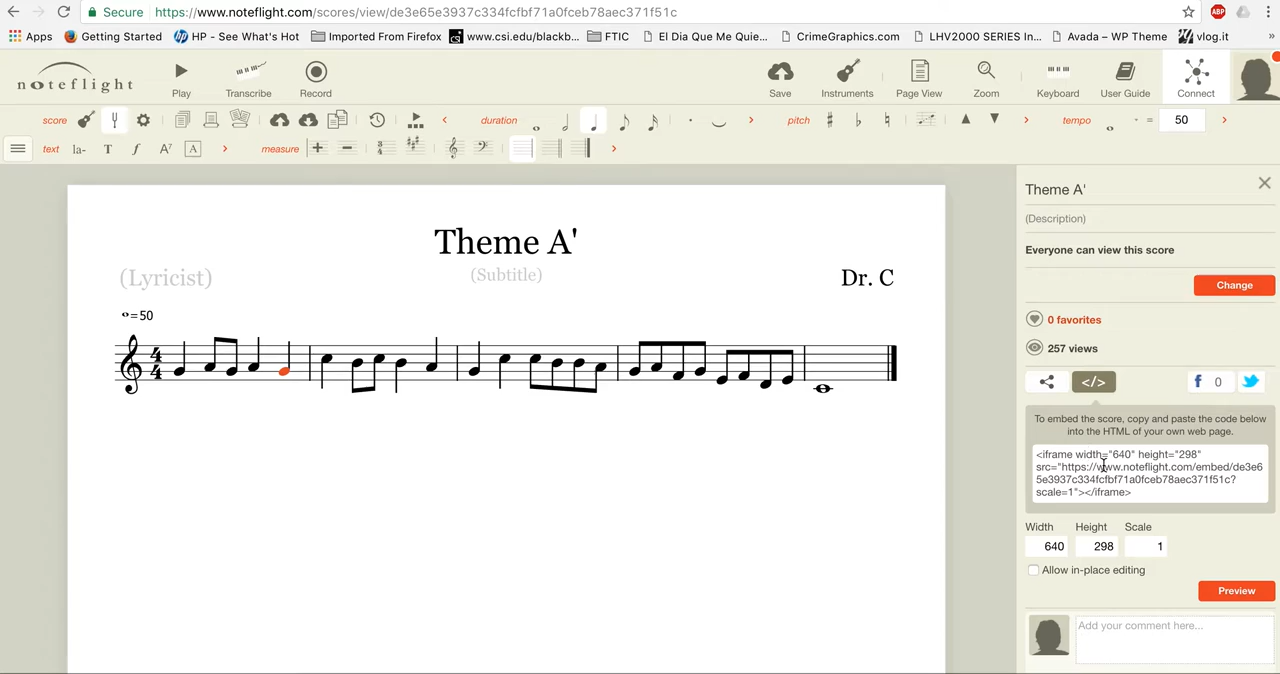 Secure https://www.noteflight.com/scores/view/de3e65e3937c334fcfbf71a0fceb78aec371f51c ABP
Apps Getting Started HP - See What's Hot Imported From Firefox CSI www.csi.edu/blackb... FTIC El Dia Que Me Quie... CrimeGraphics.com LHV2000 SERIES In... Avada – WP Theme vlog.it »
noteflight Play Transcribe Record Save Instruments Page View Zoom Keyboard User Guide Connect
score duration pitch tempo = 50
text la- T f A7 A measure
Theme A'
(Description)
Everyone can view this score
Change
0 favorites
257 views
</> f 0
To embed the score, copy and paste the code below
into the HTML of your own web page.
<iframe width="640" height="298"
src="https://www.noteflight.com/embed/de3e6
5e3937c334fcfbf71a0fceb78aec371f51c?
scale=1"></iframe>
Width Height Scale
640 298 1
Allow in-place editing
Preview
Add your comment here...
Theme A'
(Subtitle)
(Lyricist) Dr. C
=50
4
4